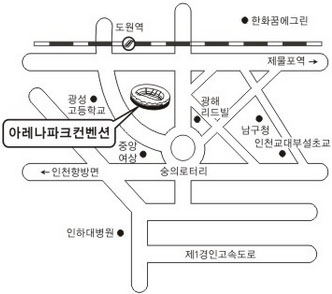 도원역
한화꿈에그린
제물포역 →
광성
고등학교
광해
리드빌
아레나파크컨벤션
남구청
중앙
여상
인천교대부설초교
←인천항방면
숭의로터리
인하대병원
제1경인고속도로